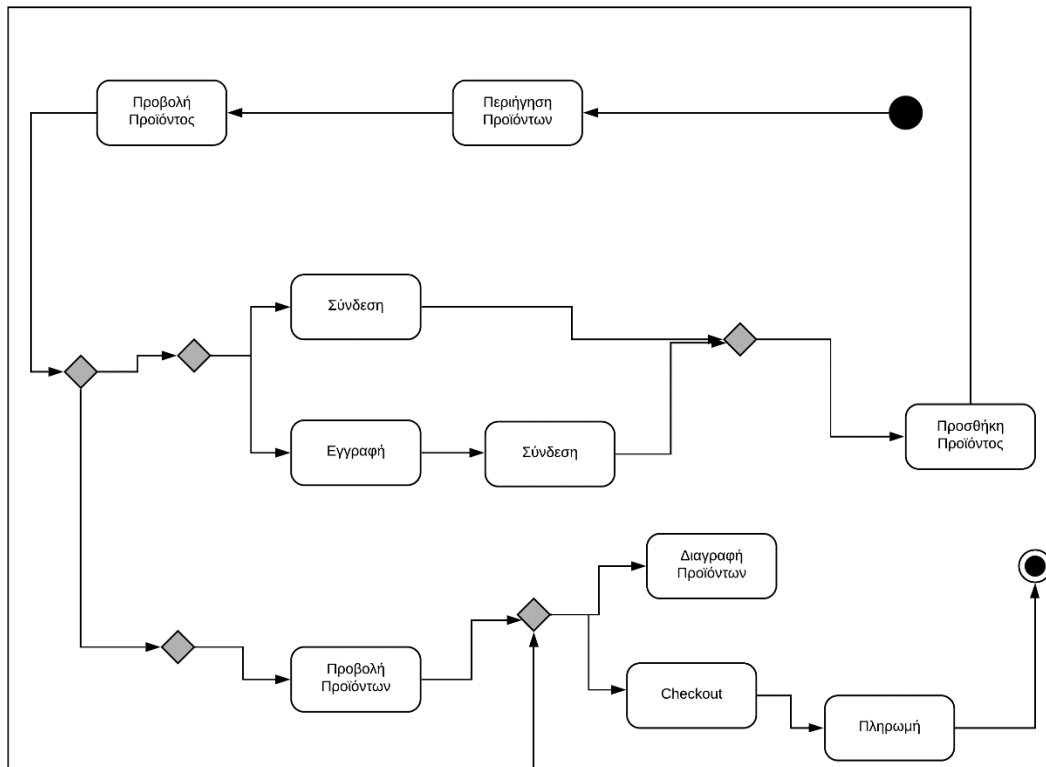 Προβολή
Προϊόντος
Περιήγηση
Προϊόντων
Σύνδεση
Εγγραφή
Σύνδεση
Προσθήκη
Προϊόντος
Διαγραφή
Προϊόντων
Προβολή
Προϊόντων
Checkout
Πληρωμή